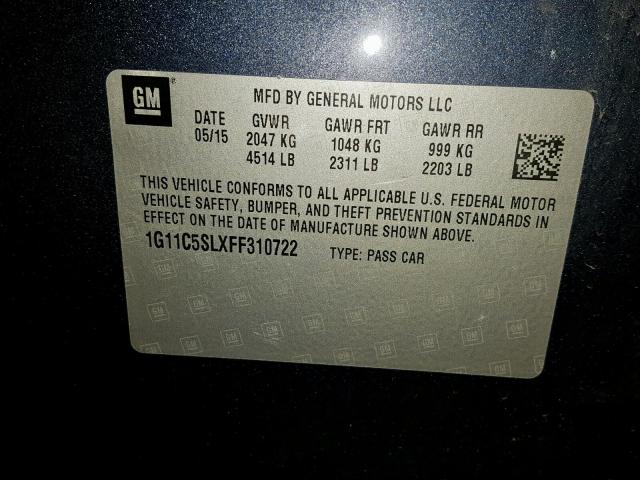 GM
MFD BY GENERAL MOTORS LLC
DATE GVWR GAWR FRT GAWR RR
05/15 2047 KG 1048 KG 999 KG
4514 LB 2311 LB 2203 LB
THIS VEHICLE CONFORMS TO ALL APPLICABLE U.S. FEDERAL MOTOR
VEHICLE SAFETY, BUMPER, AND THEFT PREVENTION STANDARDS IN
EFFECT ON THE DATE OF MANUFACTURE SHOWN ABOVE.
1G11C5SLXFF310722 TYPE: PASS CAR